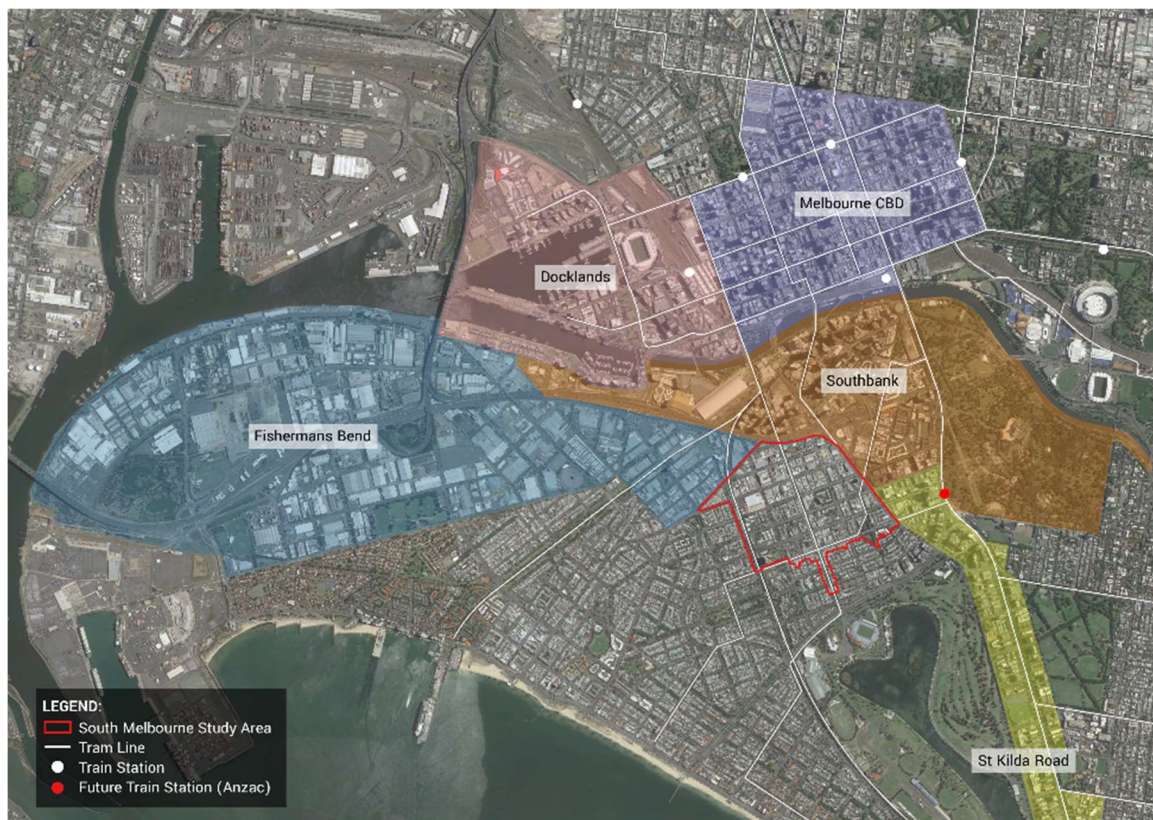 Melbourne CBD
Docklands
Southbank
Fishermans Bend
St Kilda Road
LEGEND:
South Melbourne Study Area
Tram Line
Train Station
Future Train Station (Anzac)